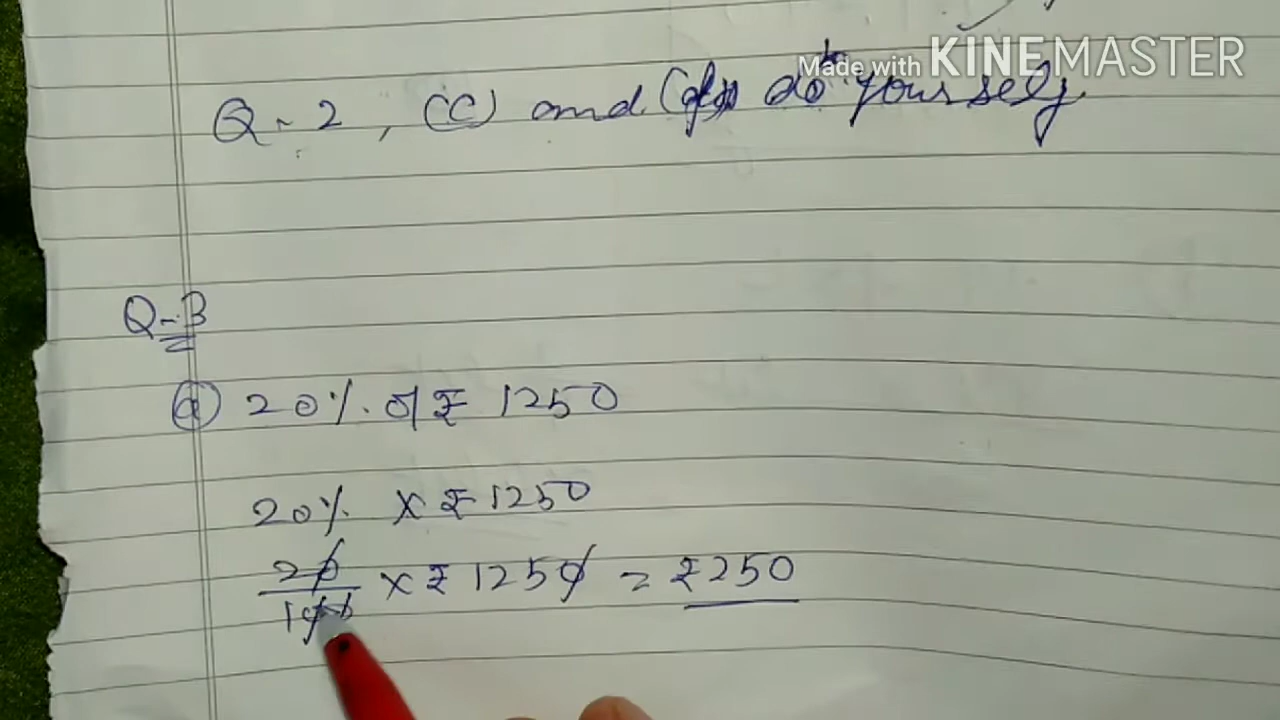 Made with KINEMASTER
Q-2, (C) and do yourself
Q-3
(a) 20% of ₹ 1250
20% × ₹ 1250
20/100 × ₹ 1250 = ₹250